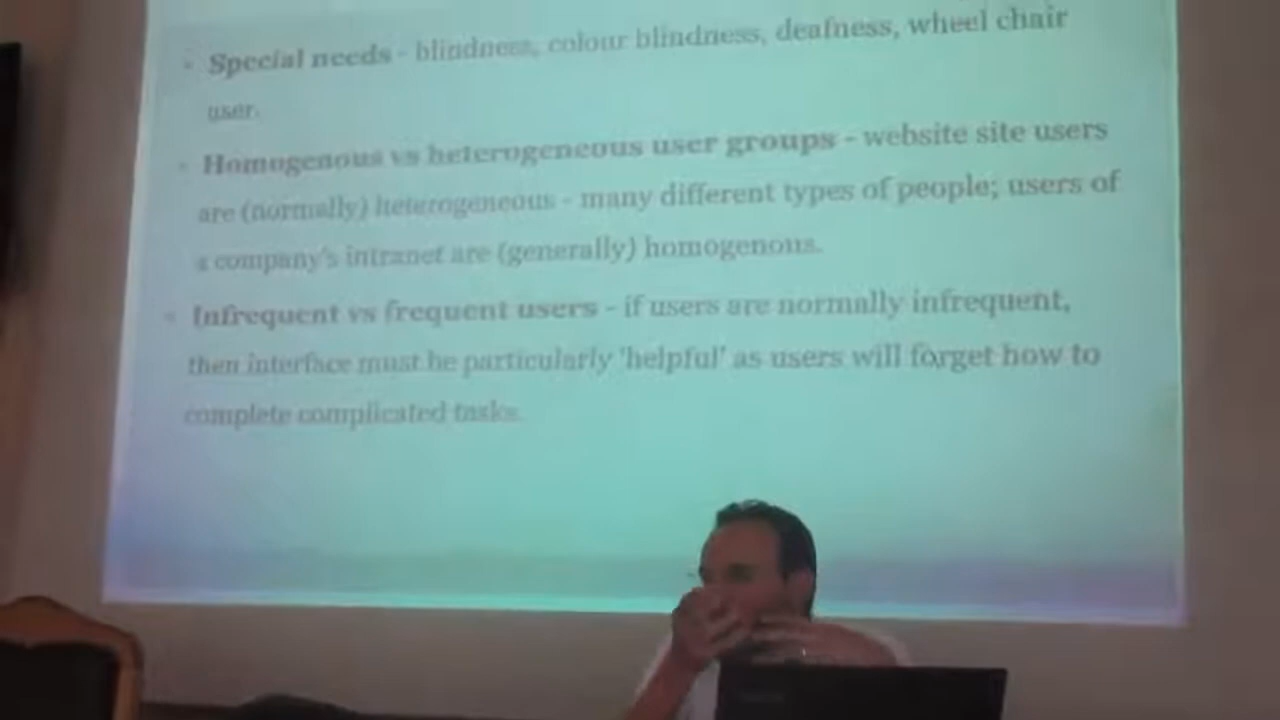 Special needs - blindness, colour blindness, deafness, wheel chair
user.
Homogenous vs heterogeneous user groups - website site users
are (normally) heterogeneous - many different types of people; users of
a company's intranet are (generally) homogenous.
Infrequent vs frequent users - if users are normally infrequent,
then interface must be particularly 'helpful' as users will forget how to
complete complicated tasks.